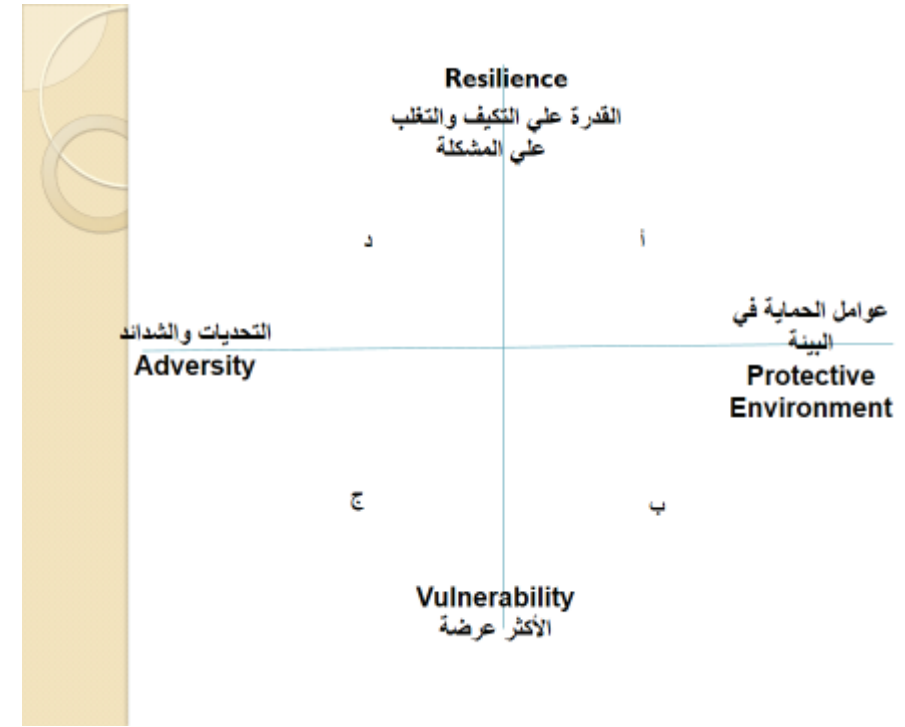 Resilience
القدرة علي التكيف والتغلب
علي المشكلة
أ
د
عوامل الحماية في
البيئة
Protective
Environment
التحديات والشدائد
Adversity
ب
ج
Vulnerability
الأكثر عرضة